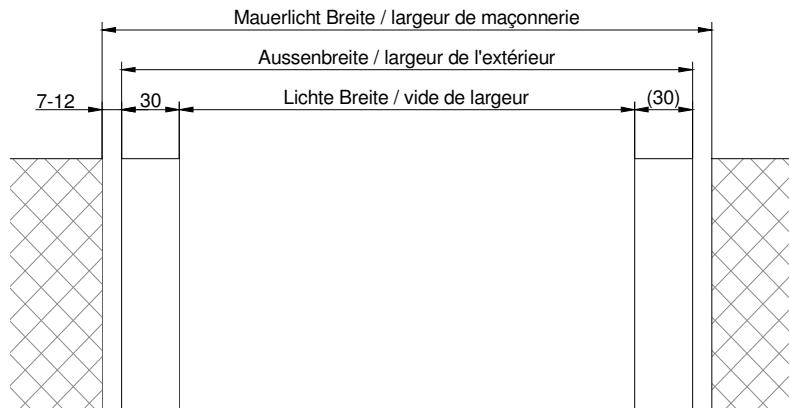 Mauerlicht Breite / largeur de maçonnerie
Aussenbreite / largeur de l'extérieur
7-12 30 Lichte Breite / vide de largeur (30)